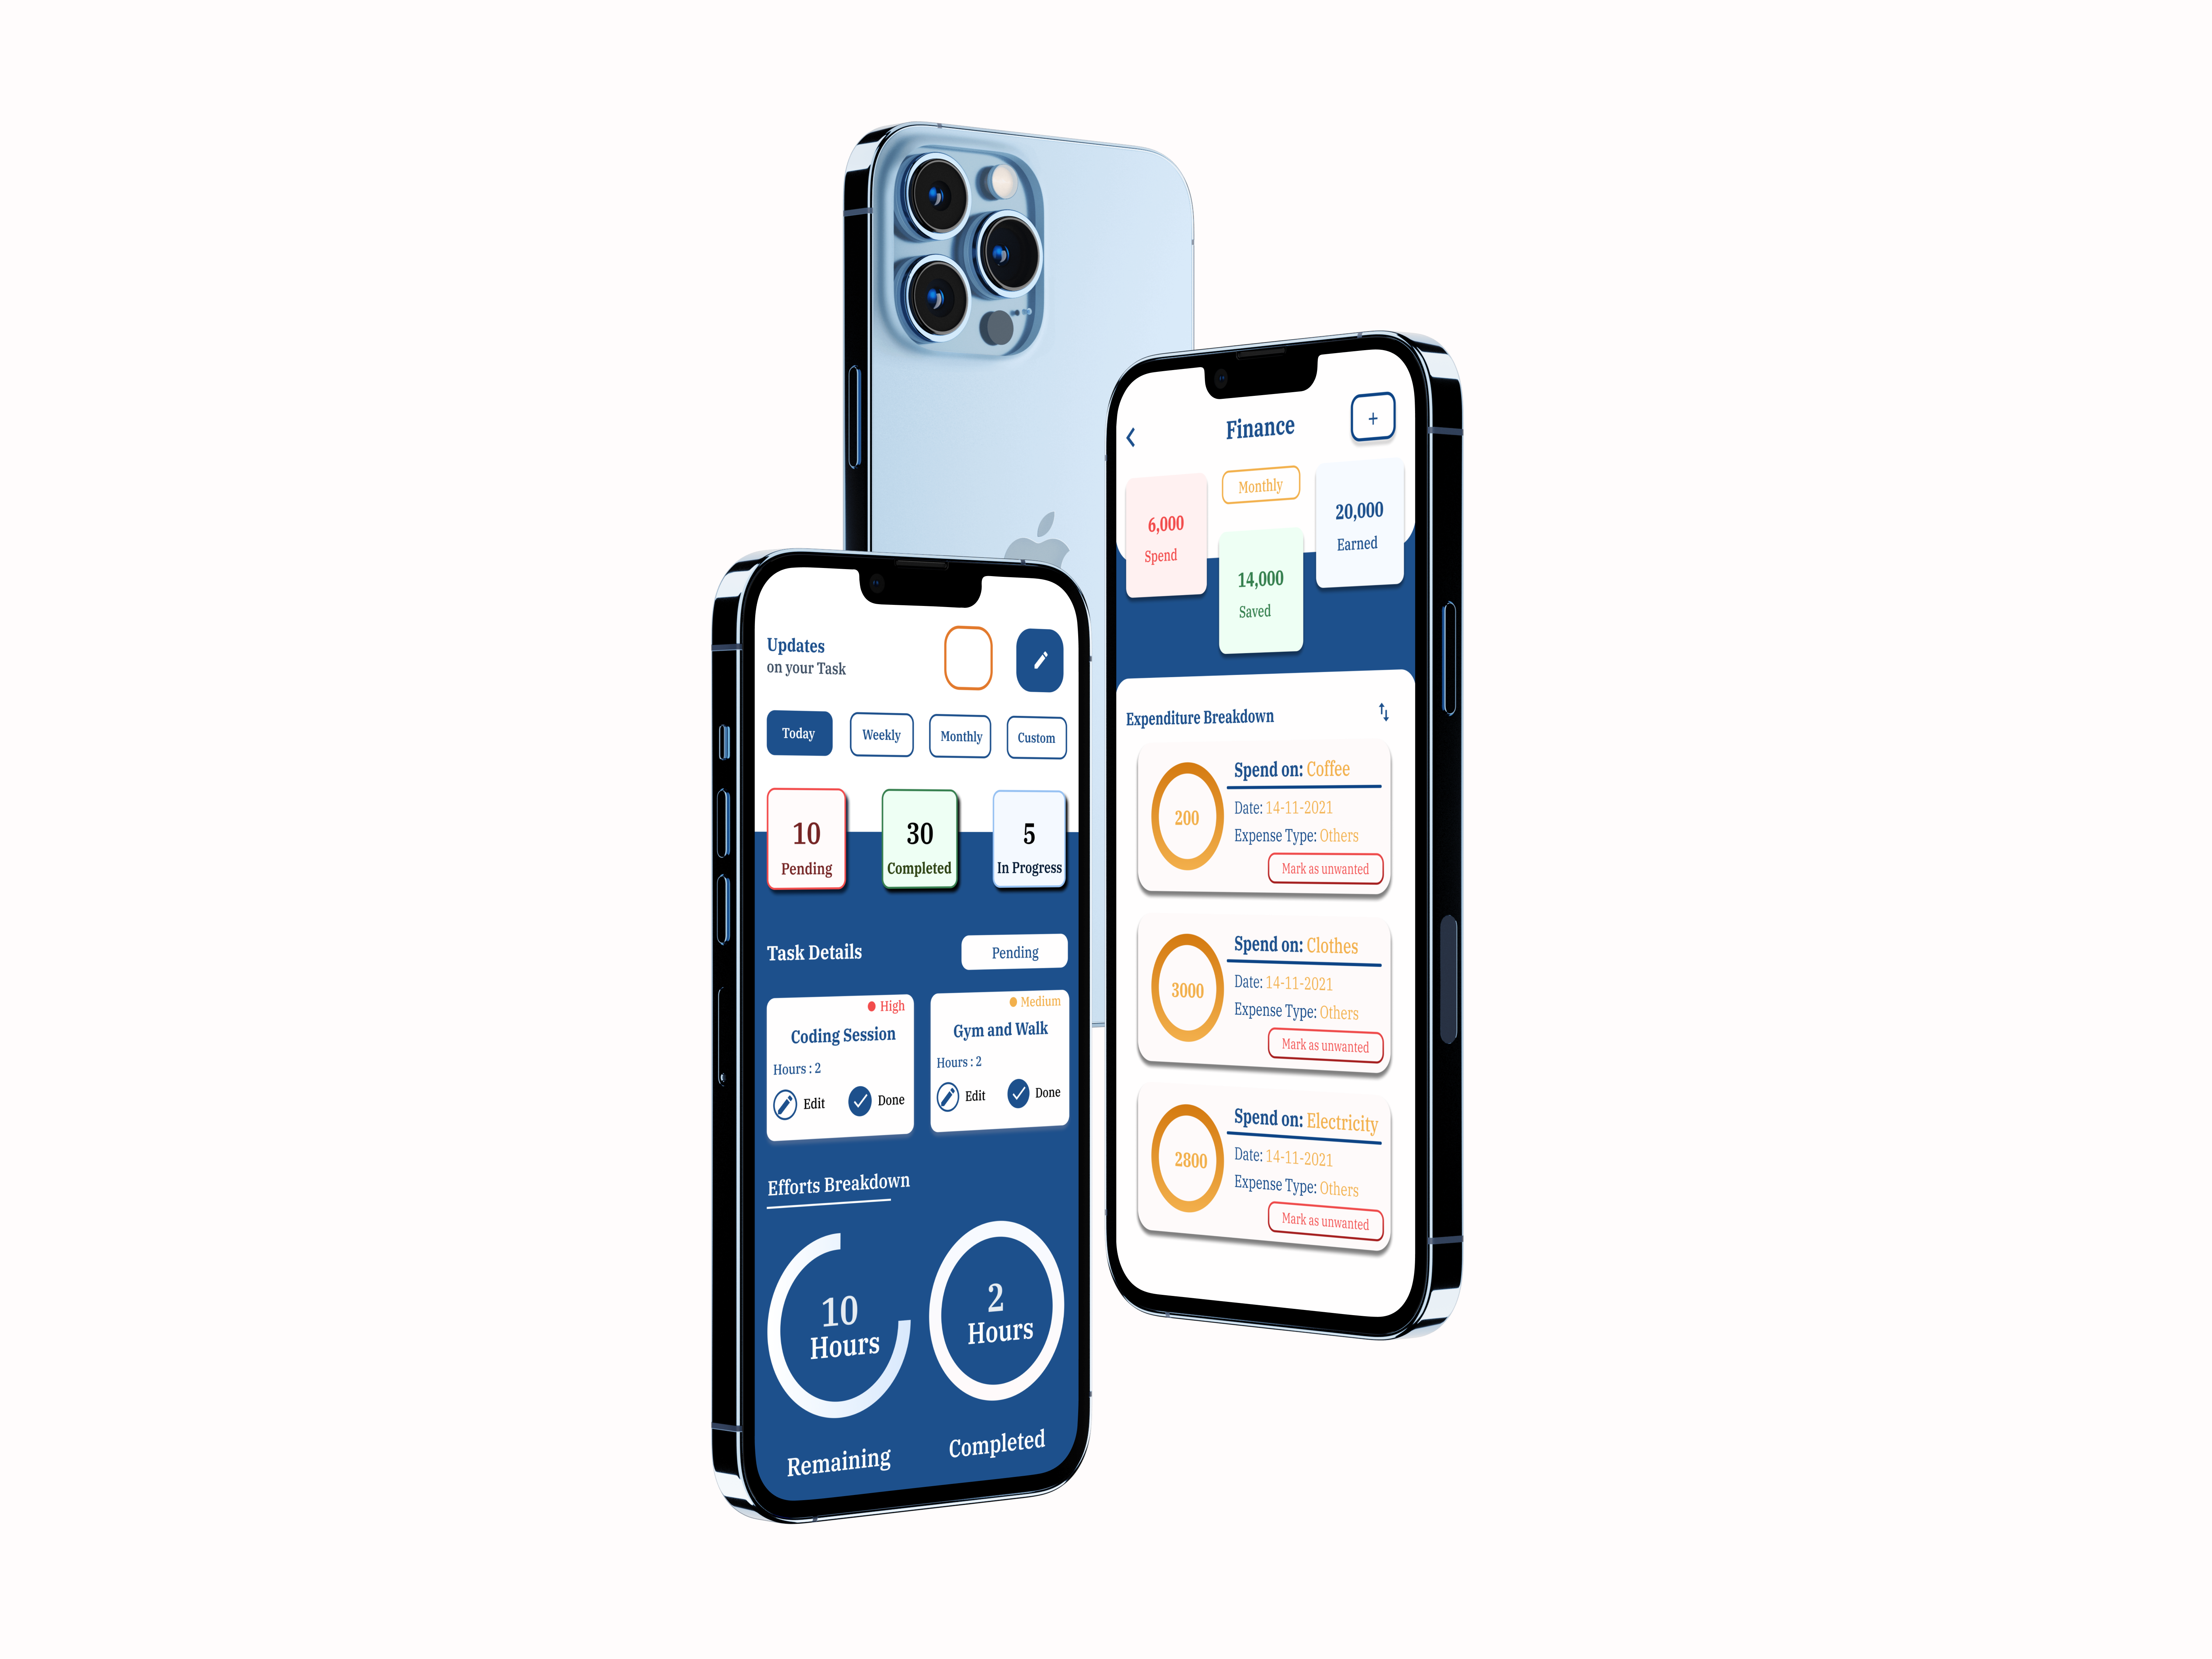 Updates
on your Task
Today Weekly Monthly Custom
10 30 5
Pending Completed In Progress
Task Details Pending
High Medium
Coding Session Gym and Walk
Hours : 2 Hours : 2
Edit Done Edit Done
Efforts Breakdown
10 2
Hours Hours
Remaining Completed
Finance +
Monthly
6,000 20,000
Spend Earned
14,000
Saved
Expenditure Breakdown
Spend on: Coffee
200
Date: 14-11-2021
Expense Type: Others
Mark as unwanted
Spend on: Clothes
3000
Date: 14-11-2021
Expense Type: Others
Mark as unwanted
Spend on: Electricity
2800
Date: 14-11-2021
Expense Type: Others
Mark as unwanted